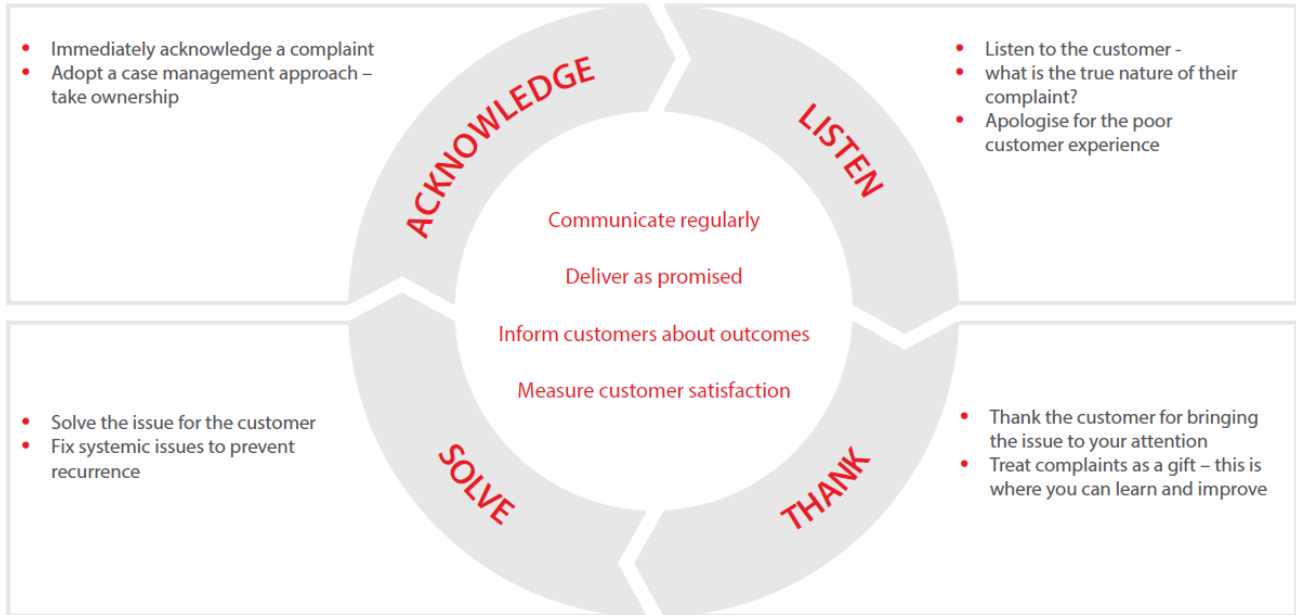 • Immediately acknowledge a complaint
• Adopt a case management approach –
take ownership
ACKNOWLEDGE
LISTEN
• Listen to the customer -
• what is the true nature of their
complaint?
• Apologise for the poor
customer experience
Communicate regularly
Deliver as promised
Inform customers about outcomes
Measure customer satisfaction
• Solve the issue for the customer
• Fix systemic issues to prevent
recurrence
SOLVE
THANK
• Thank the customer for bringing
the issue to your attention
• Treat complaints as a gift – this is
where you can learn and improve